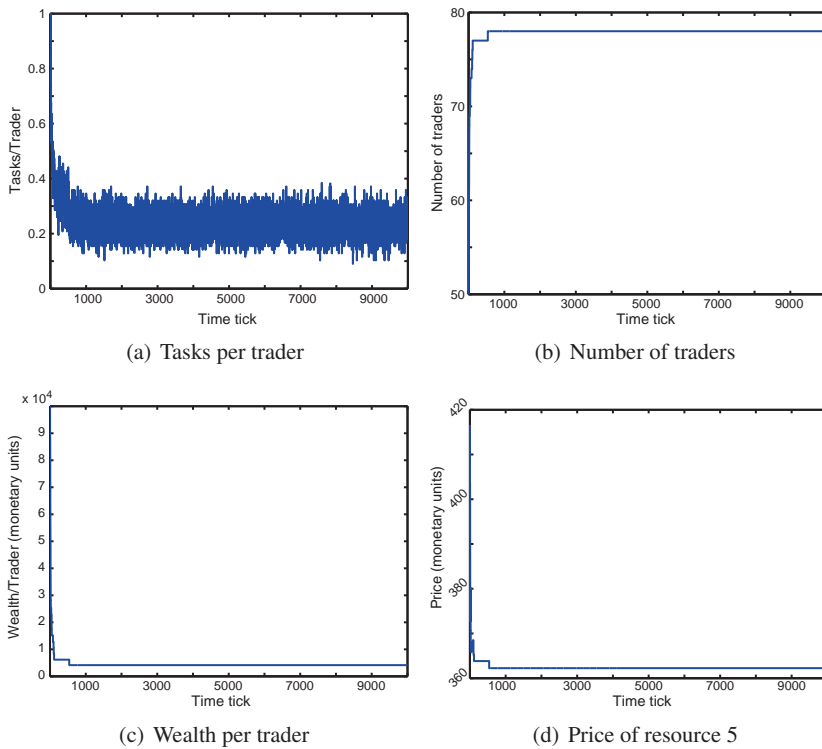 1
0.8
0.6
0.4
0.2
0
Tasks/Trader
1000 3000 5000 7000 9000
Time tick
(a) Tasks per trader
80
70
60
50
Number of traders
1000 3000 5000 7000 9000
Time tick
(b) Number of traders
x 10^4
9
8
7
6
5
4
3
2
1
0
Wealth/Trader (monetary units)
1000 3000 5000 7000 9000
Time tick
(c) Wealth per trader
420
400
380
360
Price (monetary units)
1000 3000 5000 7000 9000
Time tick
(d) Price of resource 5